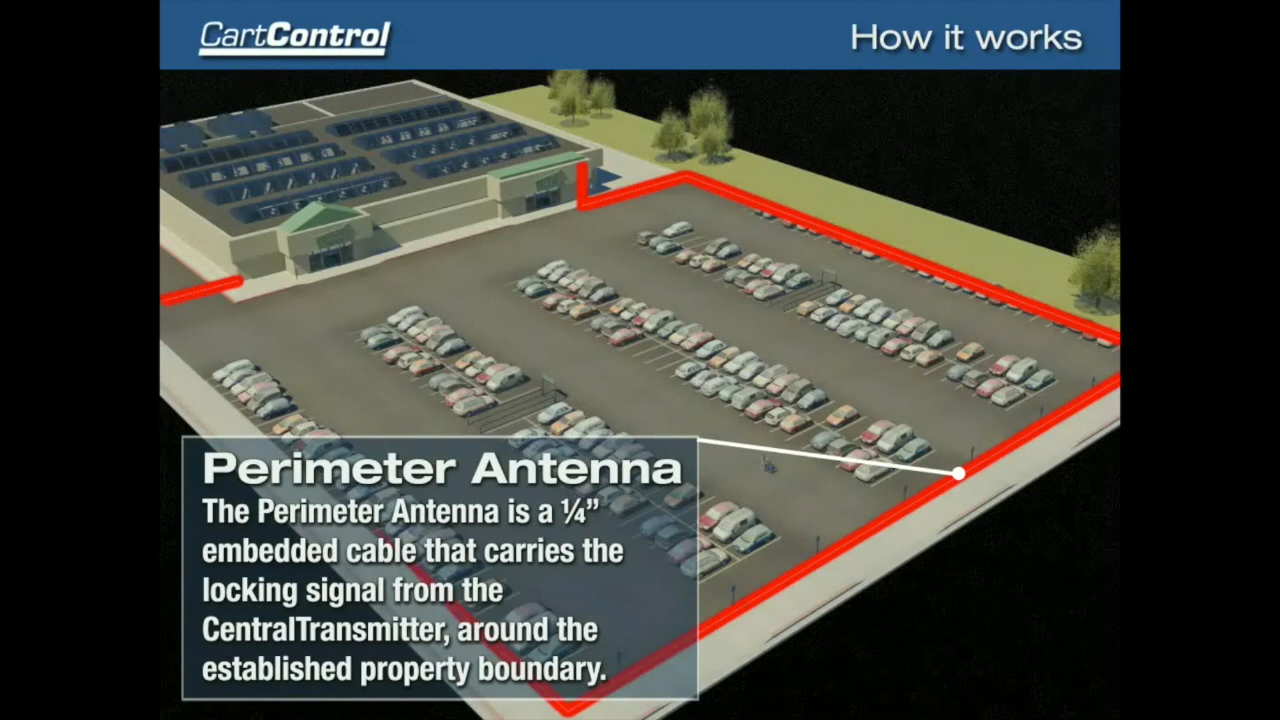 CartControl
How it works
Perimeter Antenna
The Perimeter Antenna is a ¼”
embedded cable that carries the
locking signal from the
CentralTransmitter, around the
established property boundary.